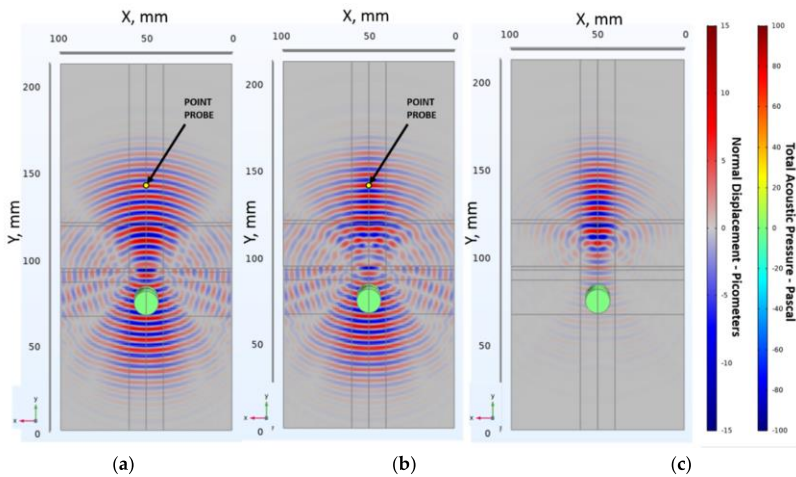 X, mm
X, mm
X, mm
100 50 0
100 50 0
100 50 0
15 100
200
200
200
10 80
60
POINT
PROBE
POINT
PROBE
150
150
150
5 40
20
Y, mm
Y, mm
Y, mm
100
100
100
0 0
Normal Displacement - Picometers
Total Acoustic Pressure - Pascal
-20
-5 -40
50
50
50
-60
-10 -80
y
x
0
y
x
0
y
x
0
-15 -100
(a) (b) (c)